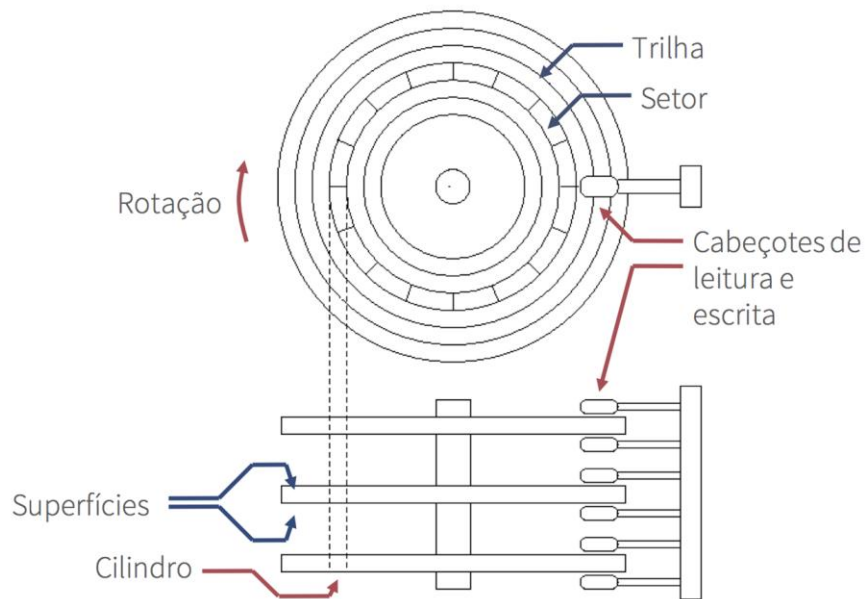 Trilha
Setor
Rotação
Cabeçotes de
leitura e
escrita
Superfícies
Cilindro